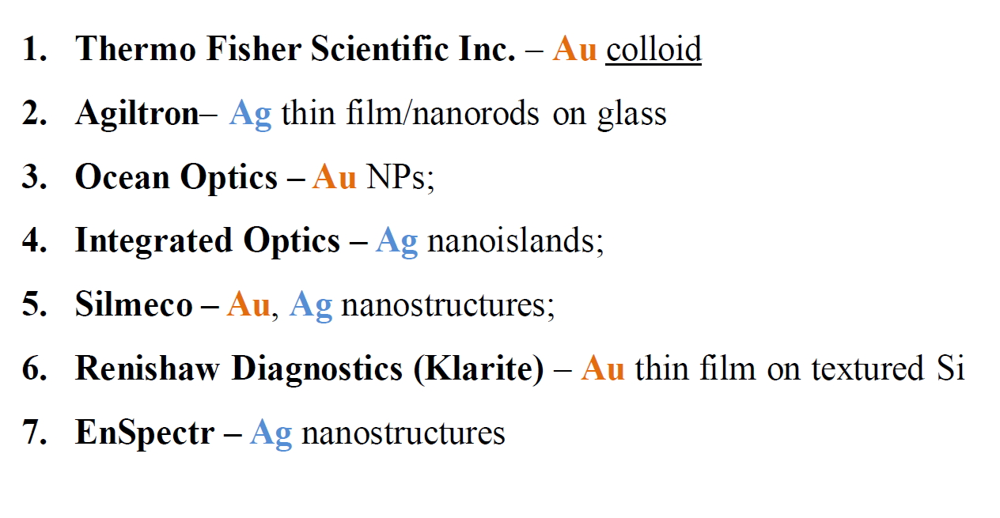 1. Thermo Fisher Scientific Inc. – Au colloid
2. Agiltron– Ag thin film/nanorods on glass
3. Ocean Optics – Au NPs;
4. Integrated Optics – Ag nanoislands;
5. Silmeco – Au, Ag nanostructures;
6. Renishaw Diagnostics (Klarite) – Au thin film on textured Si
7. EnSpectr – Ag nanostructures